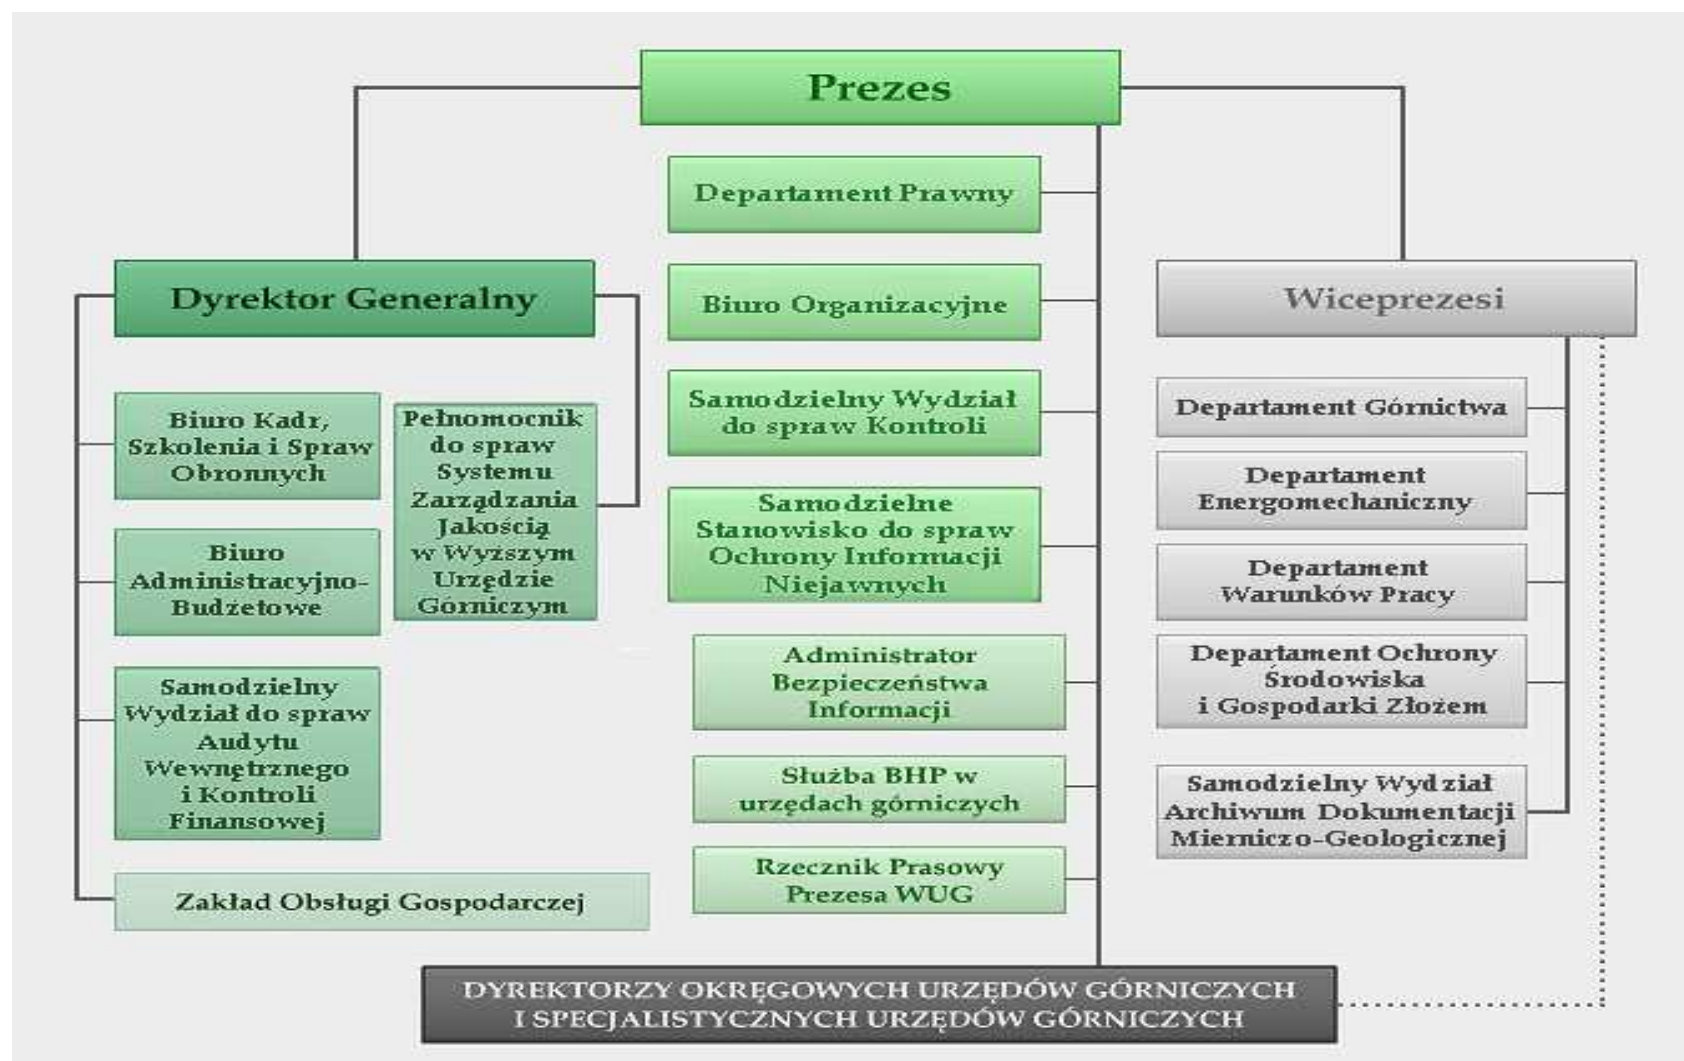 Prezes
Dyrektor Generalny
Biuro Kadr,
Szkolenia i Spraw
Obronnych
Biuro
Administracyjno-
Budżetowe
Samodzielny
Wydział do spraw
Audytu
Wewnętrznego
i Kontroli
Finansowej
Zakład Obsługi Gospodarczej
Pełnomocnik
do spraw
Systemu
Zarządzania
Jakością
w Wyższym
Urzędzie
Górniczym
Departament Prawny
Biuro Organizacyjne
Samodzielny Wydział
do spraw Kontroli
Samodzielne
Stanowisko do spraw
Ochrony Informacji
Niejawnych
Administrator
Bezpieczeństwa
Informacji
Służba BHP w
urzędach górniczych
Rzecznik Prasowy
Prezesa WUG
Wiceprezesi
Departament Górnictwa
Departament
Energomechaniczny
Departament
Warunków Pracy
Departament Ochrony
Środowiska
i Gospodarki Złożem
Samodzielny Wydział
Archiwum Dokumentacji
Mierniczo-Geologicznej
DYREKTORZY OKRĘGOWYCH URZĘDÓW GÓRNICZYCH
I SPECJALISTYCZNYCH URZĘDÓW GÓRNICZYCH